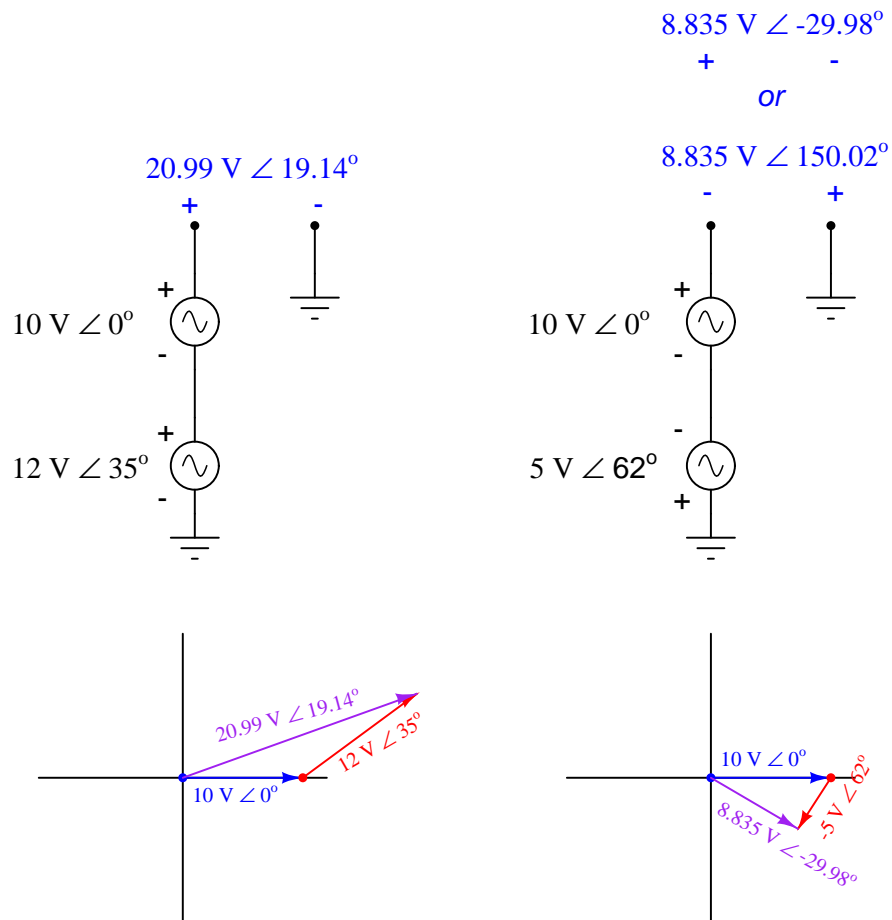 8.835 V ∠ -29.98°
+ -
or
8.835 V ∠ 150.02°
- +
20.99 V ∠ 19.14°
+ -
+
10 V ∠ 0°
-
+
12 V ∠ 35°
-
+
10 V ∠ 0°
-
-
5 V ∠ 62°
+
20.99 V ∠ 19.14°
12 V ∠ 35°
10 V ∠ 0°
10 V ∠ 0°
-5 V ∠ 62°
8.835 V ∠ -29.98°